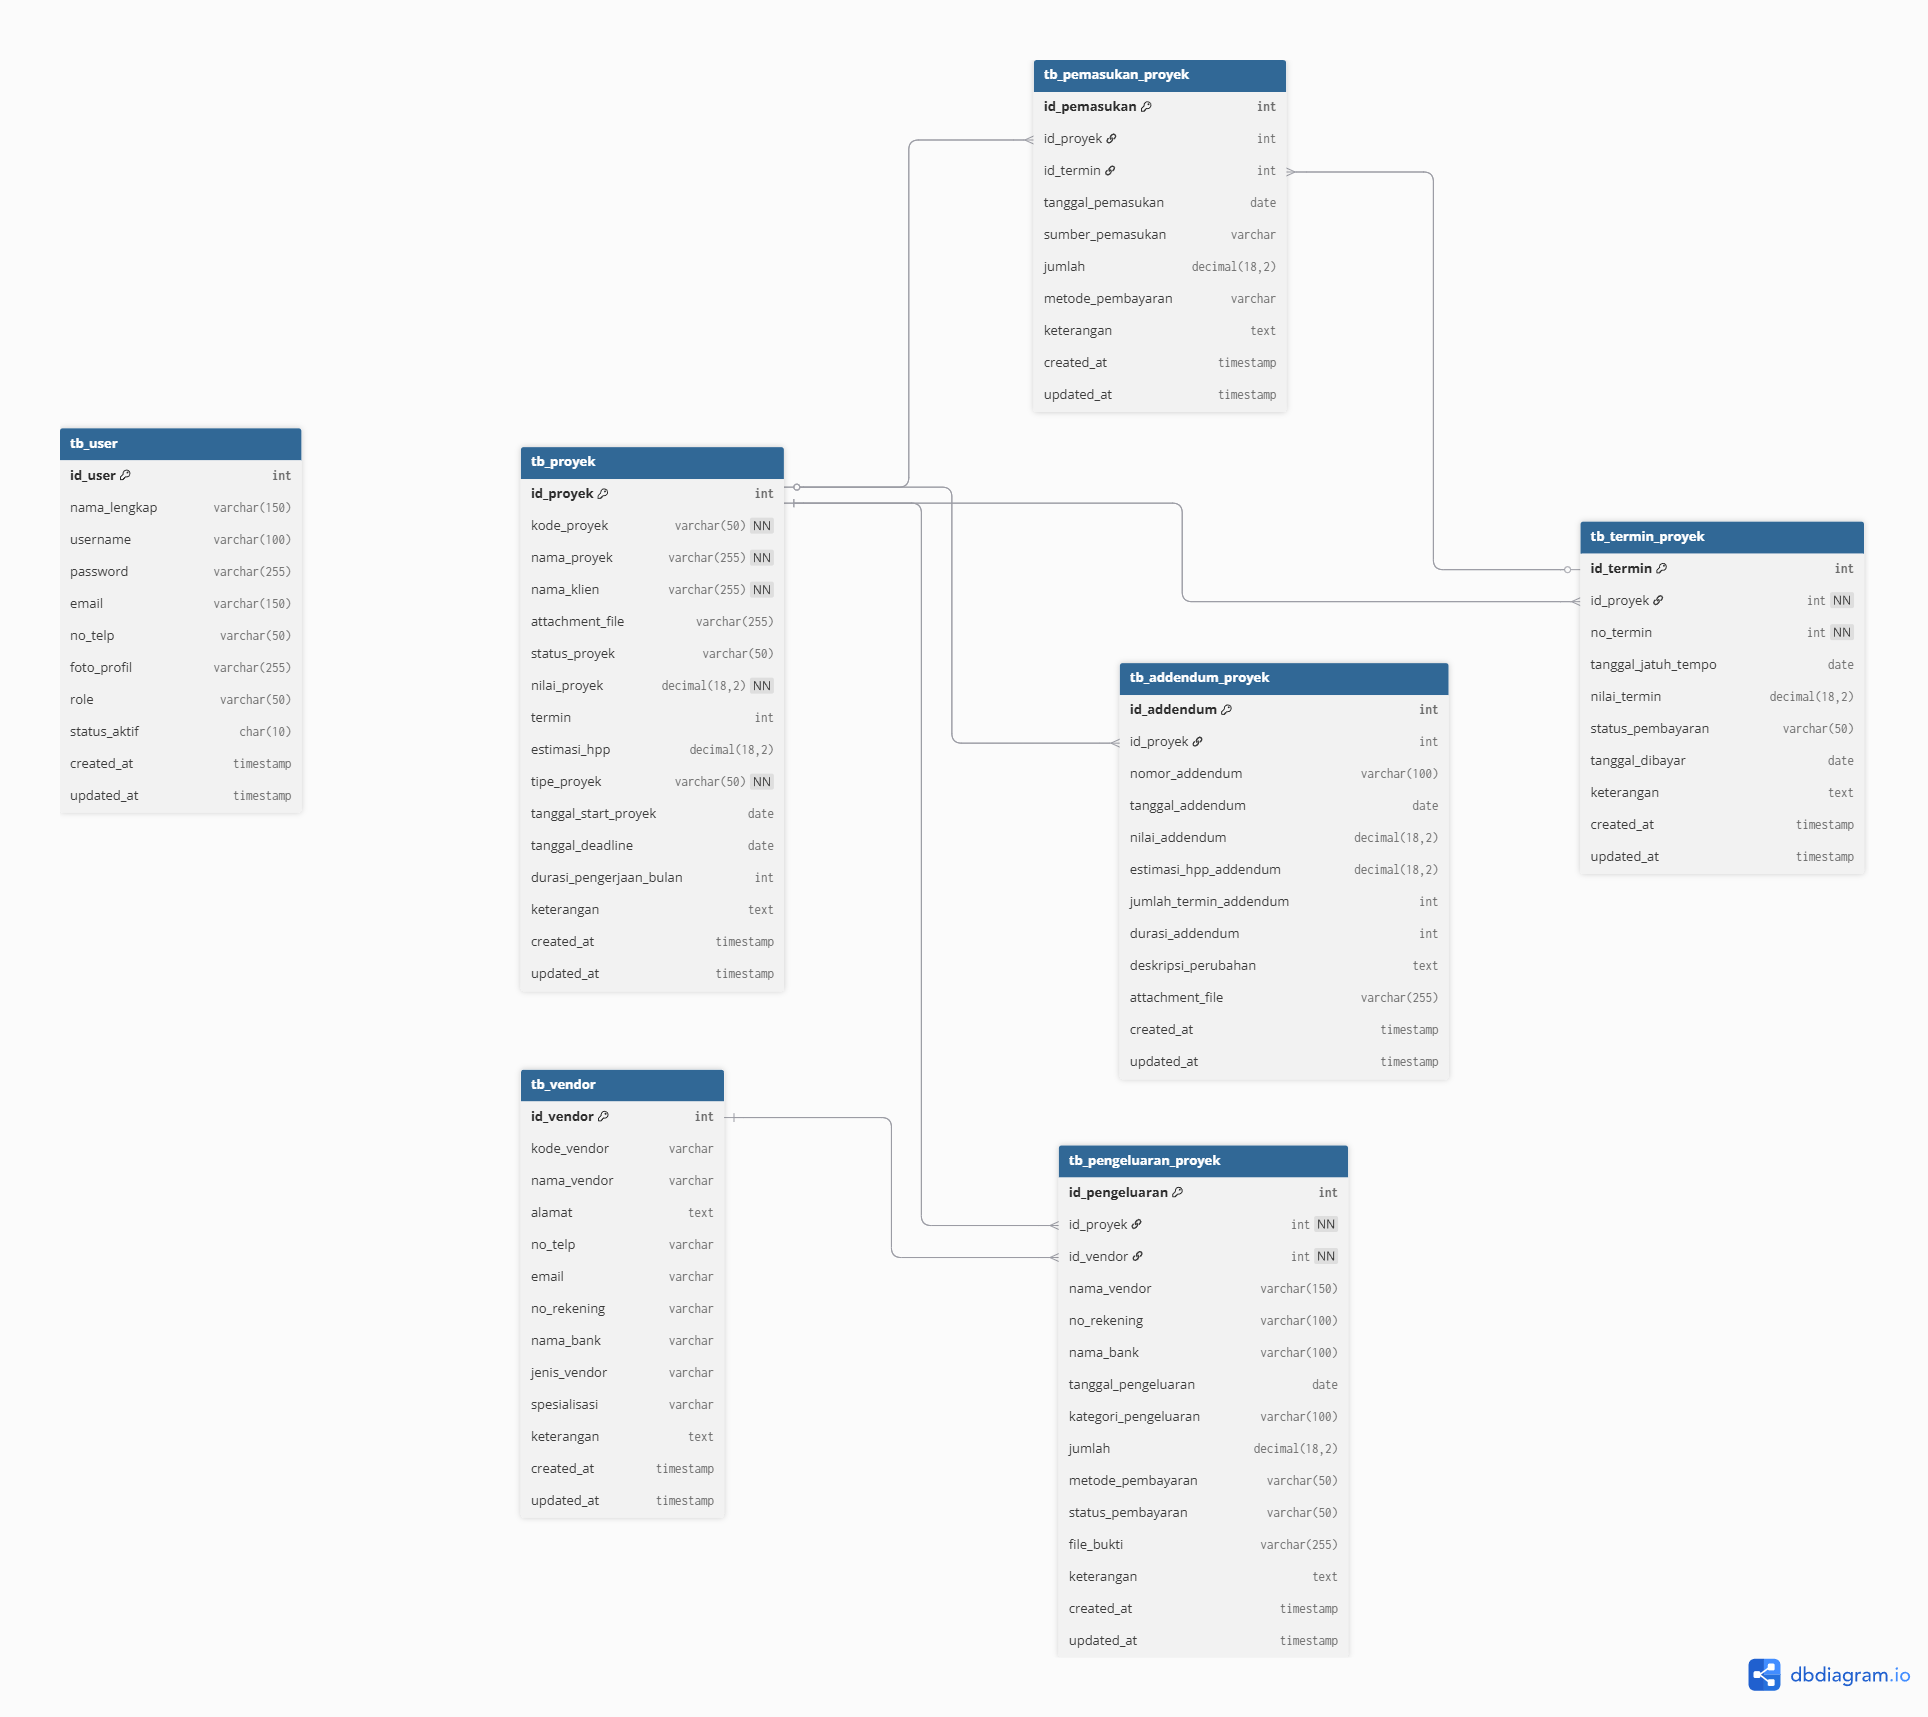 tb_pemasukan_proyek
id_pemasukan int
id_proyek int
id_termin int
tanggal_pemasukan date
sumber_pemasukan varchar
jumlah decimal(18,2)
metode_pembayaran varchar
keterangan text
created_at timestamp
updated_at timestamp
tb_user
id_user int
nama_lengkap varchar(150)
username varchar(100)
password varchar(255)
email varchar(150)
no_telp varchar(50)
foto_profil varchar(255)
role varchar(50)
status_aktif char(10)
created_at timestamp
updated_at timestamp
tb_proyek
id_proyek int
kode_proyek varchar(50) NN
nama_proyek varchar(255) NN
nama_klien varchar(255) NN
attachment_file varchar(255)
status_proyek varchar(50)
nilai_proyek decimal(18,2) NN
termin int
estimasi_hpp decimal(18,2)
tipe_proyek varchar(50) NN
tanggal_start_proyek date
tanggal_deadline date
durasi_pengerjaan_bulan int
keterangan text
created_at timestamp
updated_at timestamp
tb_termin_proyek
id_termin int
id_proyek int NN
no_termin int NN
tanggal_jatuh_tempo date
nilai_termin decimal(18,2)
status_pembayaran varchar(50)
tanggal_dibayar date
keterangan text
created_at timestamp
updated_at timestamp
tb_addendum_proyek
id_addendum int
id_proyek int
nomor_addendum varchar(100)
tanggal_addendum date
nilai_addendum decimal(18,2)
estimasi_hpp_addendum decimal(18,2)
jumlah_termin_addendum int
durasi_addendum int
deskripsi_perubahan text
attachment_file varchar(255)
created_at timestamp
updated_at timestamp
tb_vendor
id_vendor int
kode_vendor varchar
nama_vendor varchar
alamat text
no_telp varchar
email varchar
no_rekening varchar
nama_bank varchar
jenis_vendor varchar
spesialisasi varchar
keterangan text
created_at timestamp
updated_at timestamp
tb_pengeluaran_proyek
id_pengeluaran int
id_proyek int NN
id_vendor int NN
nama_vendor varchar(150)
no_rekening varchar(100)
nama_bank varchar(100)
tanggal_pengeluaran date
kategori_pengeluaran varchar(100)
jumlah decimal(18,2)
metode_pembayaran varchar(50)
status_pembayaran varchar(50)
file_bukti varchar(255)
keterangan text
created_at timestamp
updated_at timestamp
dbdiagram.io